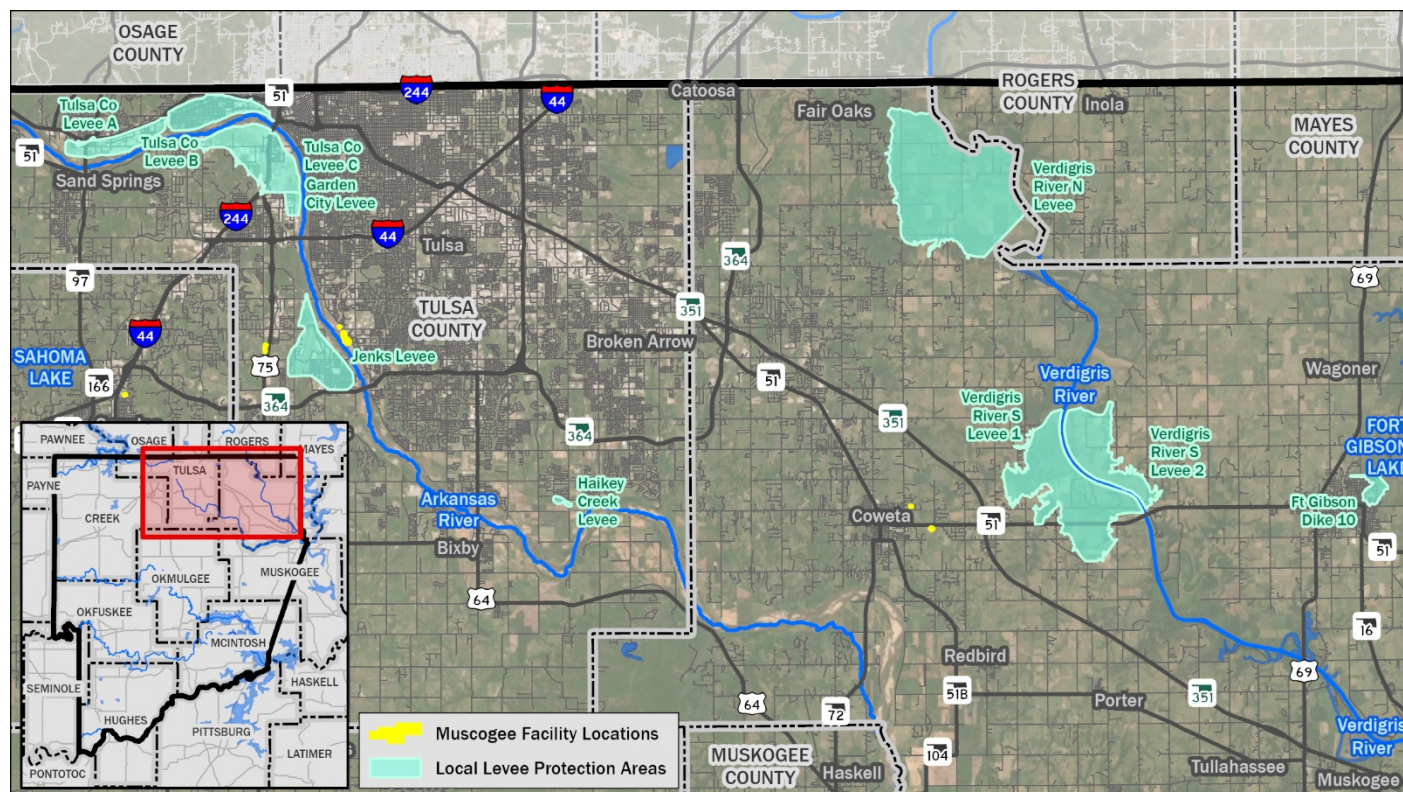 OSAGE
COUNTY
51
244
44
Catoosa
ROGERS
COUNTY
Inola
Fair Oaks
MAYES
COUNTY
Tulsa Co
Levee A
Tulsa Co
Levee B
51
Sand Springs
Tulsa Co
Levee C
Garden
City Levee
Verdigris
River N
Levee
244
44
Tulsa
364
97
69
TULSA
COUNTY
351
44
Broken Arrow
SAHOMA
LAKE
166
75
Jenks Levee
364
51
Verdigris
River
Wagoner
Verdigris
River S
Levee 1
351
364
Verdigris
River S
Levee 2
FORT
GIBSON
LAKE
Arkansas
River
Haikey
Creek
Levee
Coweta
51
Ft Gibson
Dike 10
51
Bixby
64
16
Redbird
69
51B
Porter
351
64
72
Verdigris
River
MUSKOGEE
COUNTY
104
Haskell
Tullahassee
Muskogee
PAWNEE
OSAGE
ROGERS
MAYES
TULSA
PAYNE
CREEK
MUSKOGEE
OKMULGEE
OKFUSKEE
MCINTOSH
HASKELL
SEMINOLE
HUGHES
PITTSBURG
LATIMER
PONTOTOC
Muscogee Facility Locations
Local Levee Protection Areas